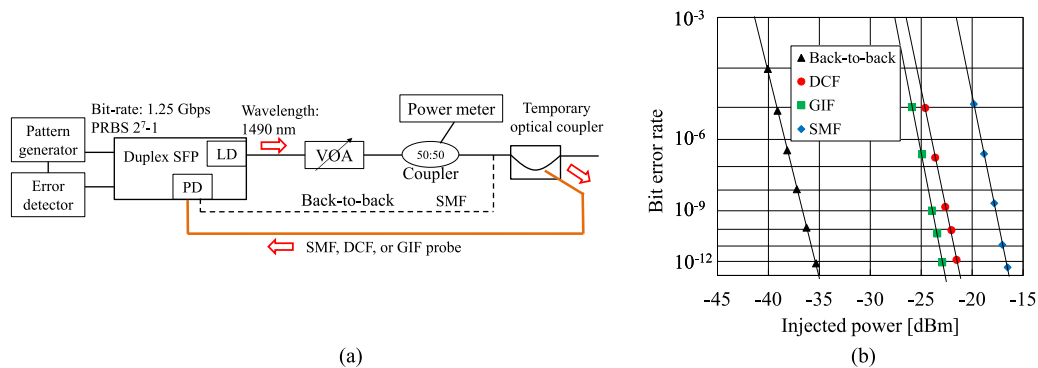 Bit-rate: 1.25 Gbps
PRBS 2⁷-1
Wavelength:
1490 nm
Power meter
Temporary
optical coupler
Pattern
generator
Duplex SFP
LD
VOA
50:50
Coupler
Error
detector
PD
Back-to-back
SMF
SMF, DCF, or GIF probe
(a)
Bit error rate
10⁻³
10⁻⁶
10⁻⁹
10⁻¹²
Back-to-back
DCF
GIF
SMF
-45 -40 -35 -30 -25 -20 -15
Injected power [dBm]
(b)